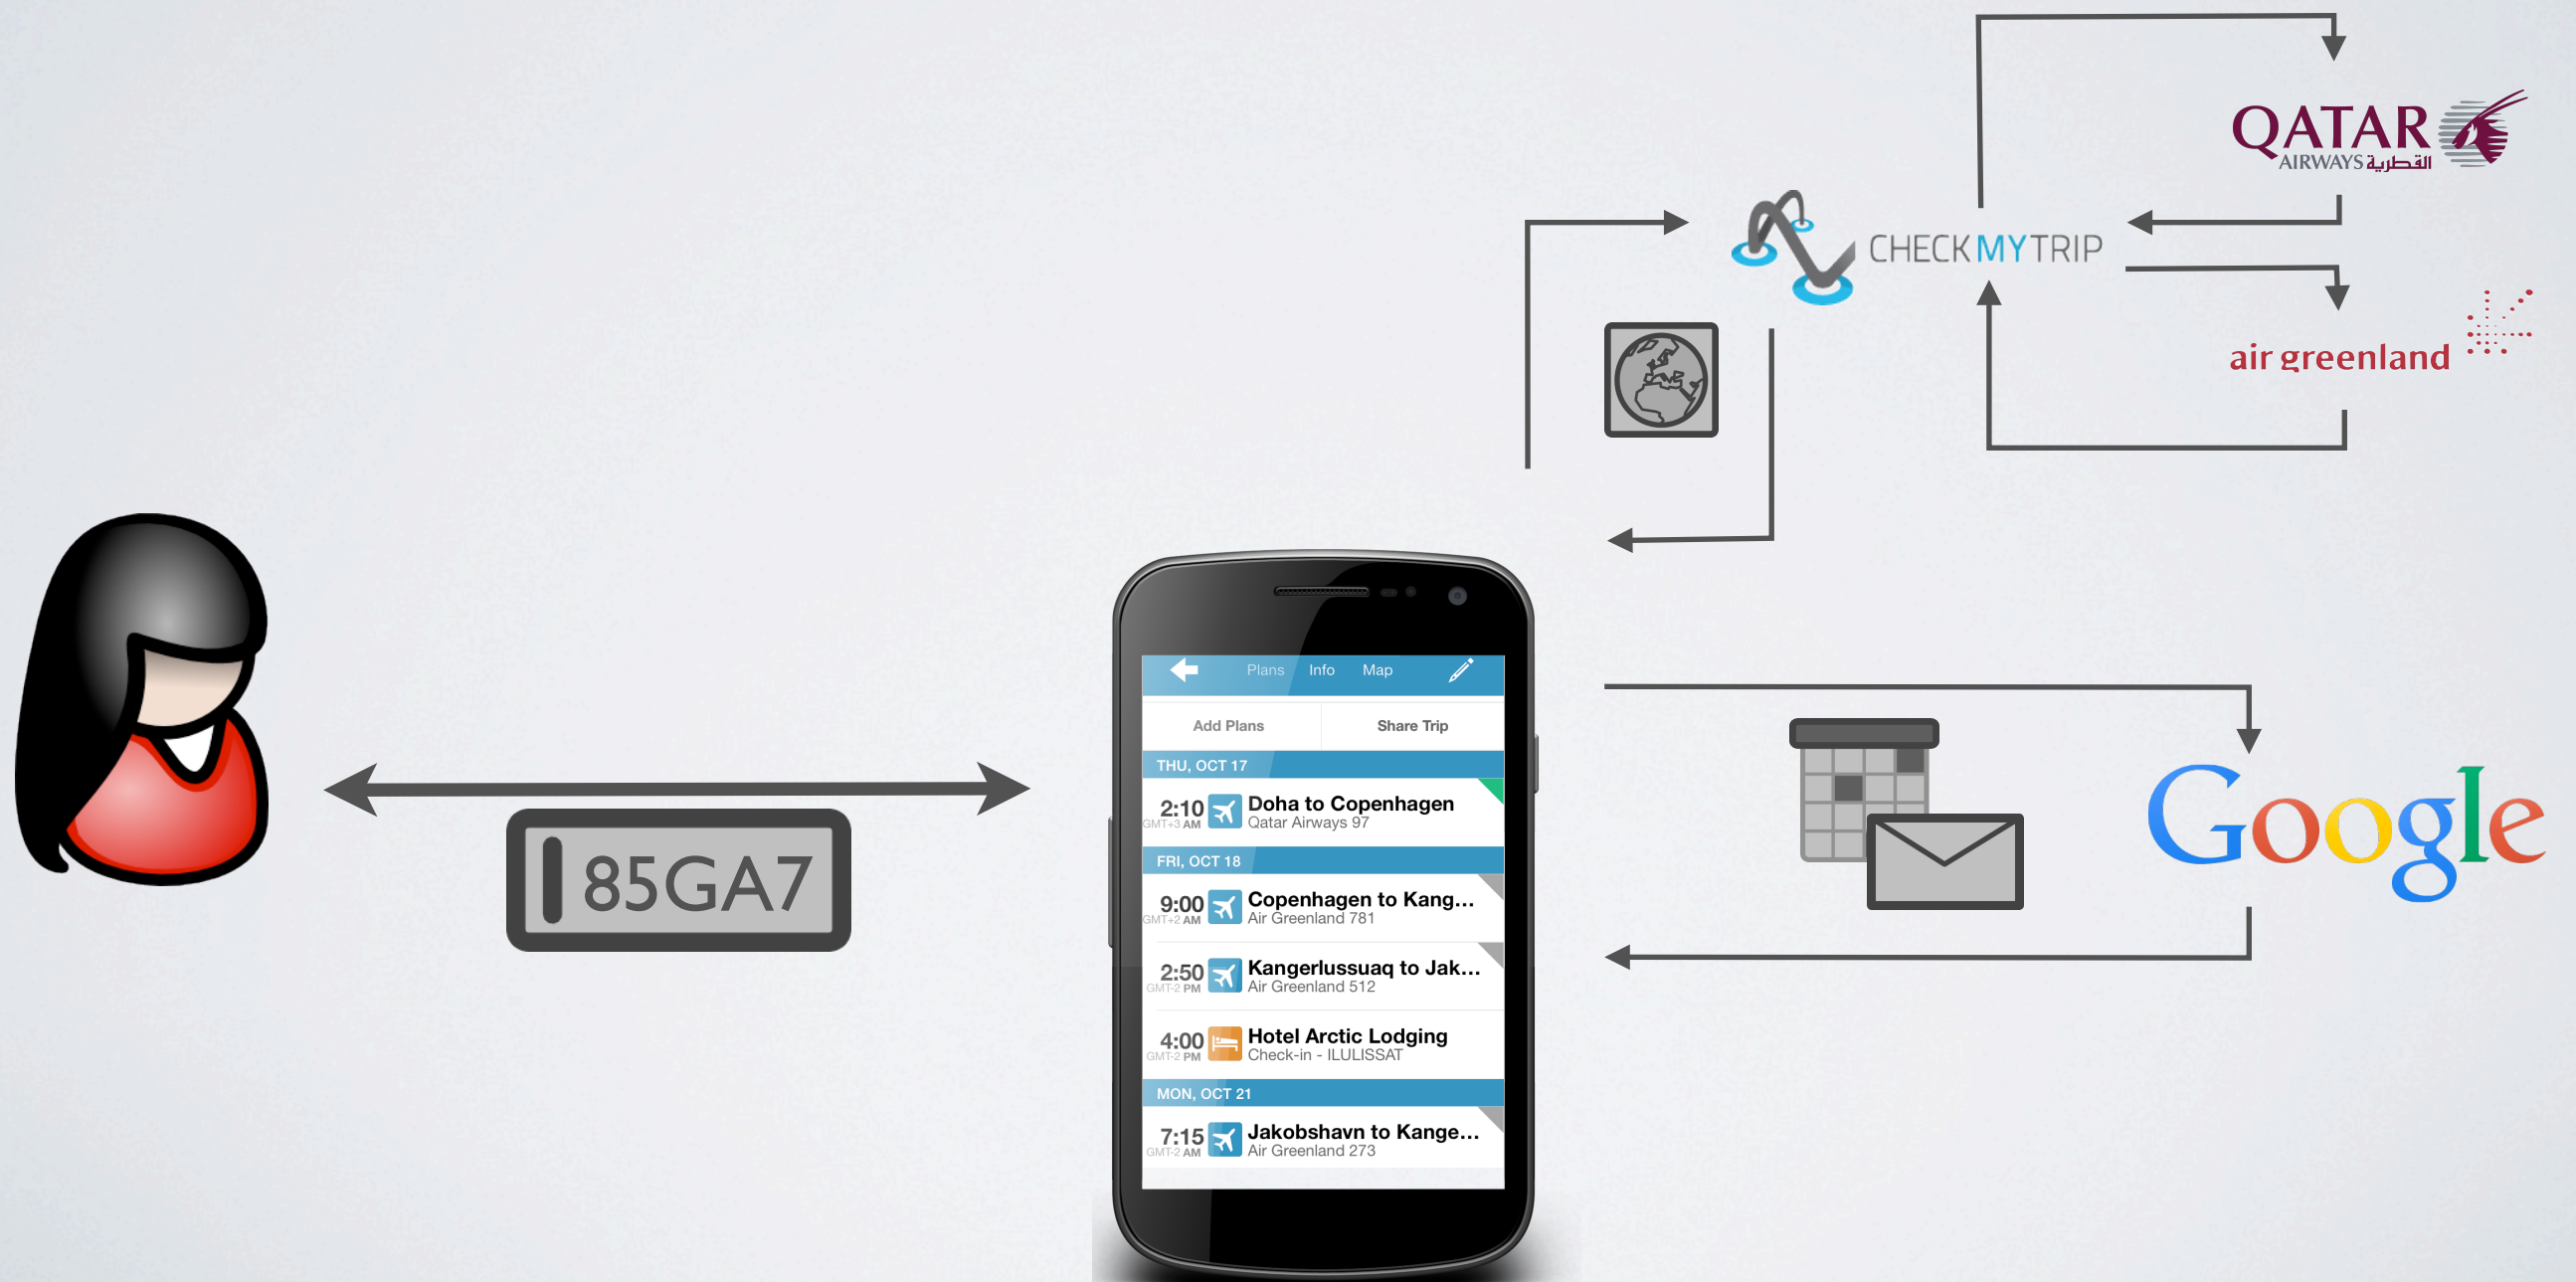 QATAR
AIRWAYS القطرية
CHECKMYTRIP
air greenland
Plans Info Map
Add Plans Share Trip
THU, OCT 17
2:10 Doha to Copenhagen
GMT+3 AM Qatar Airways 97
FRI, OCT 18
9:00 Copenhagen to Kang...
GMT+2 AM Air Greenland 781
2:50 Kangerlussuaq to Jak...
GMT-2 PM Air Greenland 512
4:00 Hotel Arctic Lodging
GMT-2 PM Check-in - ILULISSAT
MON, OCT 21
7:15 Jakobshavn to Kange...
GMT-2 AM Air Greenland 273
85GA7
Google